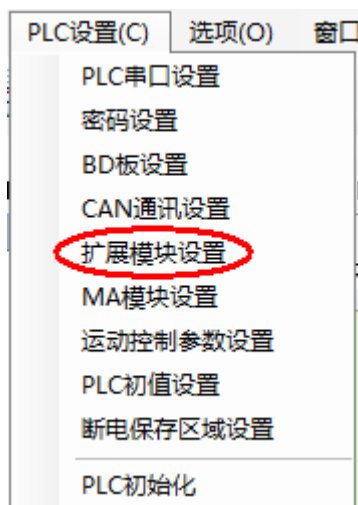 PLC设置(C) 选项(O) 窗口
PLC串口设置
密码设置
BD板设置
CAN通讯设置
扩展模块设置
MA模块设置
运动控制参数设置
PLC初值设置
断电保存区域设置
PLC初始化